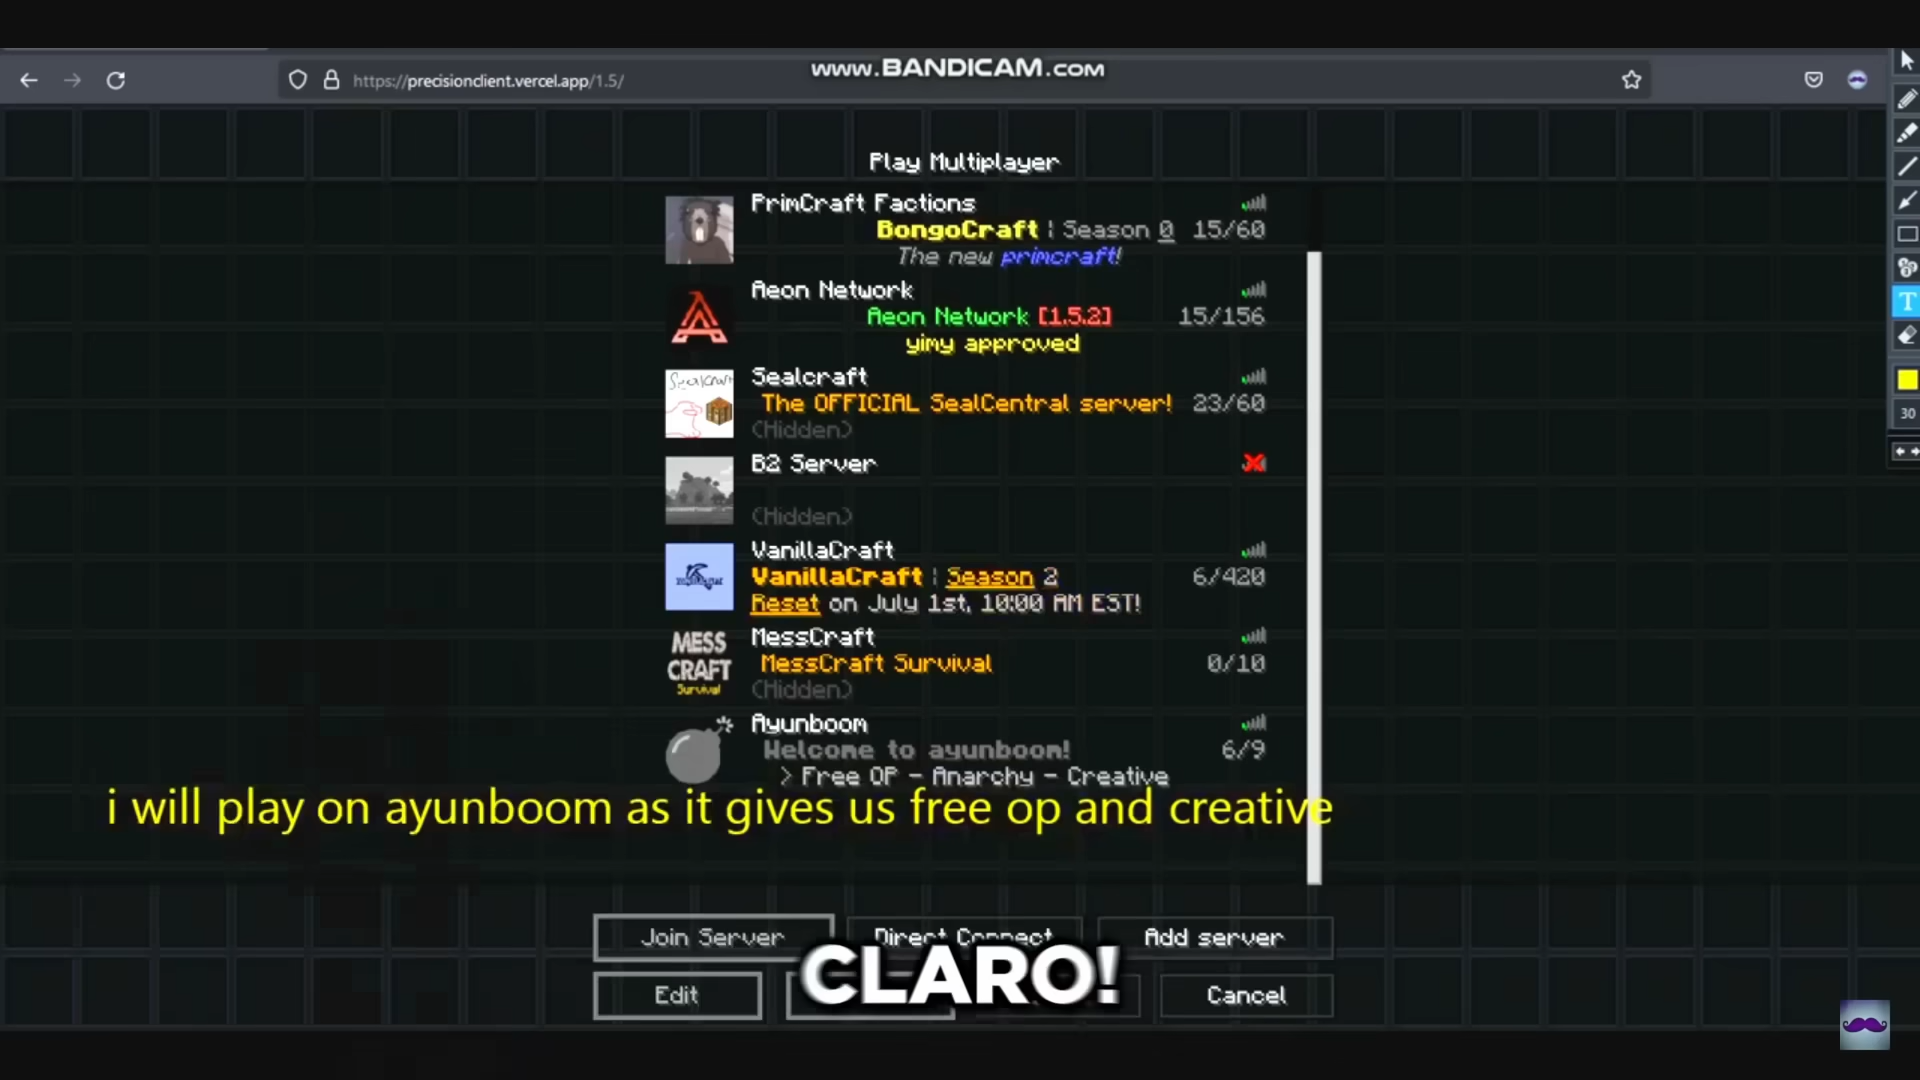 www.BANDICAM.com
https://precisionclient.vercel.app/1.5/
Play Multiplayer
PrimCraft Factions
BongoCraft | Season 0 15/60
The new primcraft!
Aeon Network
Aeon Network [1.5.2] 15/156
yimy approved
Sealcraft
The OFFICIAL SealCentral server! 23/60
(Hidden)
B2 Server
(Hidden)
VanillaCraft
VanillaCraft | Season 2 6/420
Reset on July 1st, 10:00 AM EST!
MESS CRAFT Survival
MessCraft
MessCraft Survival 0/10
(Hidden)
Ayunboom
Welcome to ayunboom! 6/9
> Free OP - Anarchy - Creative
i will play on ayunboom as it gives us free op and creative
Join Server Direct Connect Add server
CLARO!
Edit Cancel
T
30